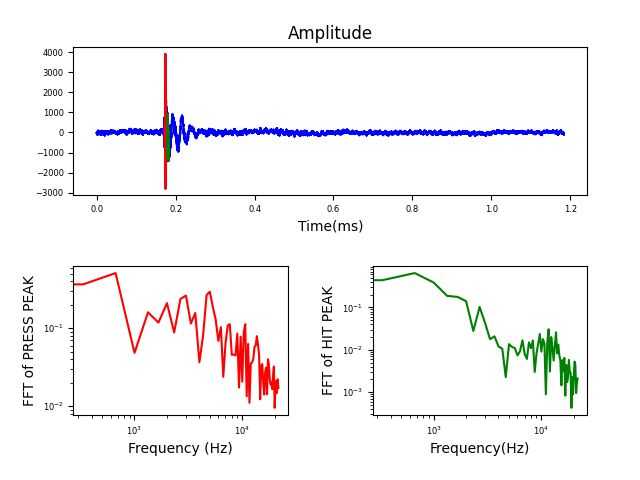 Amplitude
4000
3000
2000
1000
0
−1000
−2000
−3000
0.0 0.2 0.4 0.6 0.8 1.0 1.2
Time(ms)
FFT of PRESS PEAK
10⁻¹
10⁻²
10³ 10⁴
Frequency (Hz)
FFT of HIT PEAK
10⁻¹
10⁻²
10⁻³
10³ 10⁴
Frequency(Hz)